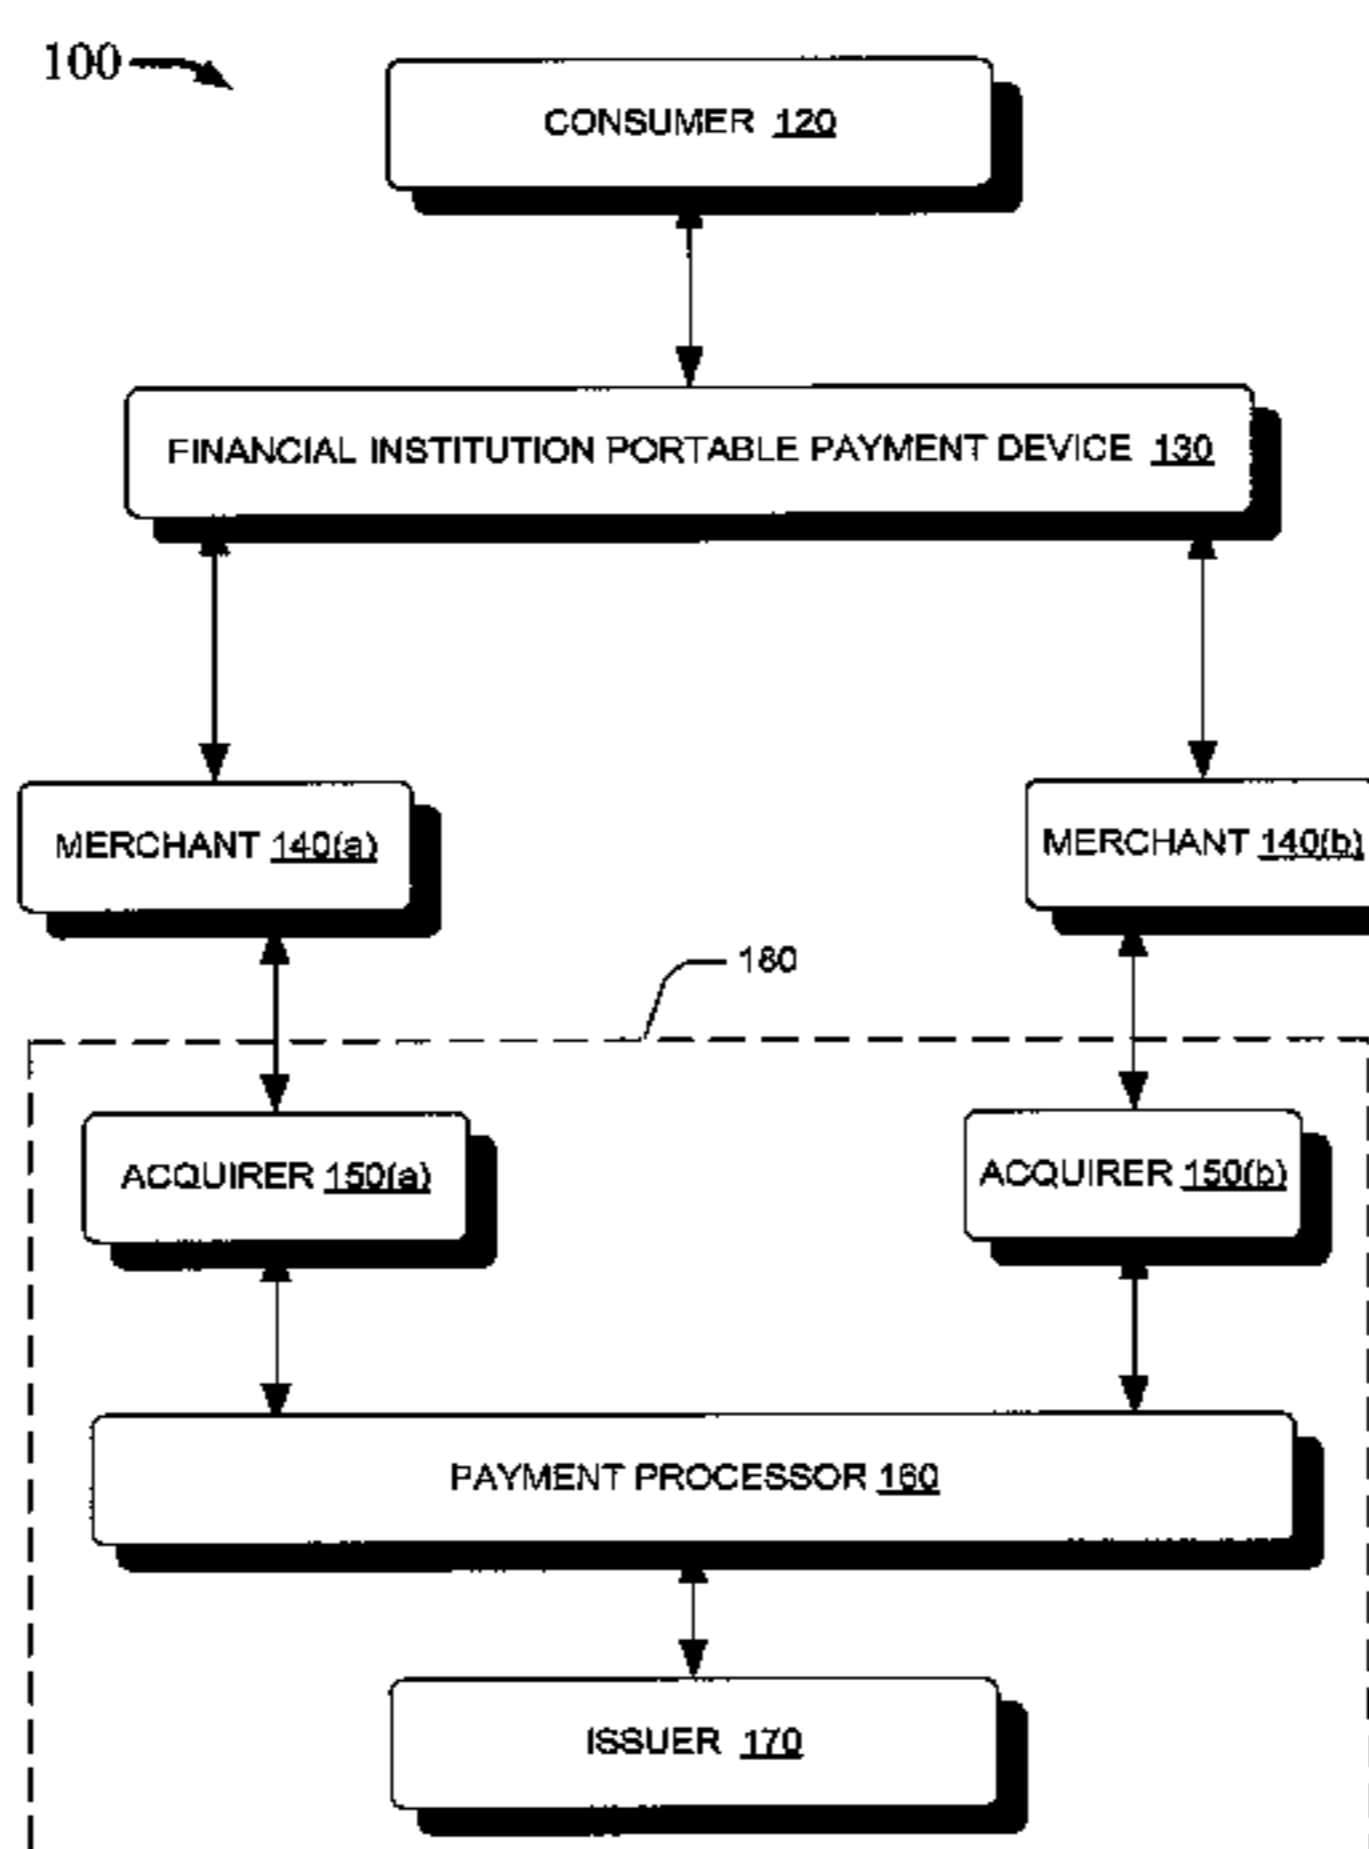 100
CONSUMER 120
FINANCIAL INSTITUTION PORTABLE PAYMENT DEVICE 130
MERCHANT 140(a)
MERCHANT 140(b)
180
ACQUIRER 150(a)
ACQUIRER 150(b)
PAYMENT PROCESSOR 160
ISSUER 170